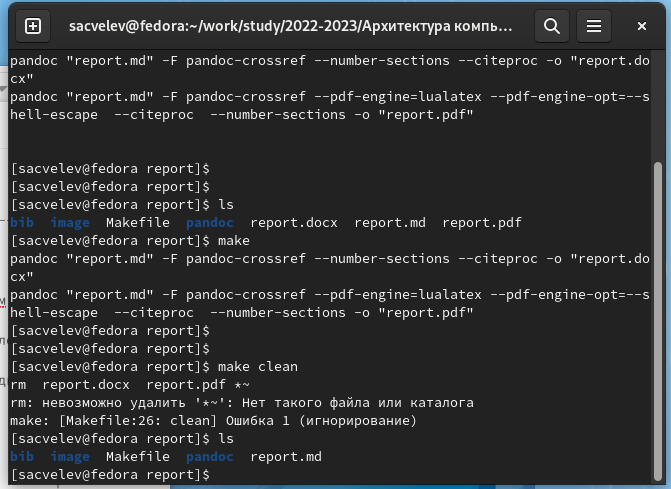 sacvelev@fedora:~/work/study/2022-2023/Архитектура компь...
pandoc "report.md" -F pandoc-crossref --number-sections --citeproc -o "report.do
cx"
pandoc "report.md" -F pandoc-crossref --pdf-engine=lualatex --pdf-engine-opt=--s
hell-escape  --citeproc  --number-sections -o "report.pdf"
[sacvelev@fedora report]$
[sacvelev@fedora report]$
[sacvelev@fedora report]$ ls
bib  image  Makefile  pandoc  report.docx  report.md  report.pdf
[sacvelev@fedora report]$ make
pandoc "report.md" -F pandoc-crossref --number-sections --citeproc -o "report.do
cx"
pandoc "report.md" -F pandoc-crossref --pdf-engine=lualatex --pdf-engine-opt=--s
hell-escape  --citeproc  --number-sections -o "report.pdf"
[sacvelev@fedora report]$
[sacvelev@fedora report]$
[sacvelev@fedora report]$ make clean
rm  report.docx  report.pdf *~
rm: невозможно удалить '*~': Нет такого файла или каталога
make: [Makefile:26: clean] Ошибка 1 (игнорирование)
[sacvelev@fedora report]$ ls
bib  image  Makefile  pandoc  report.md
[sacvelev@fedora report]$